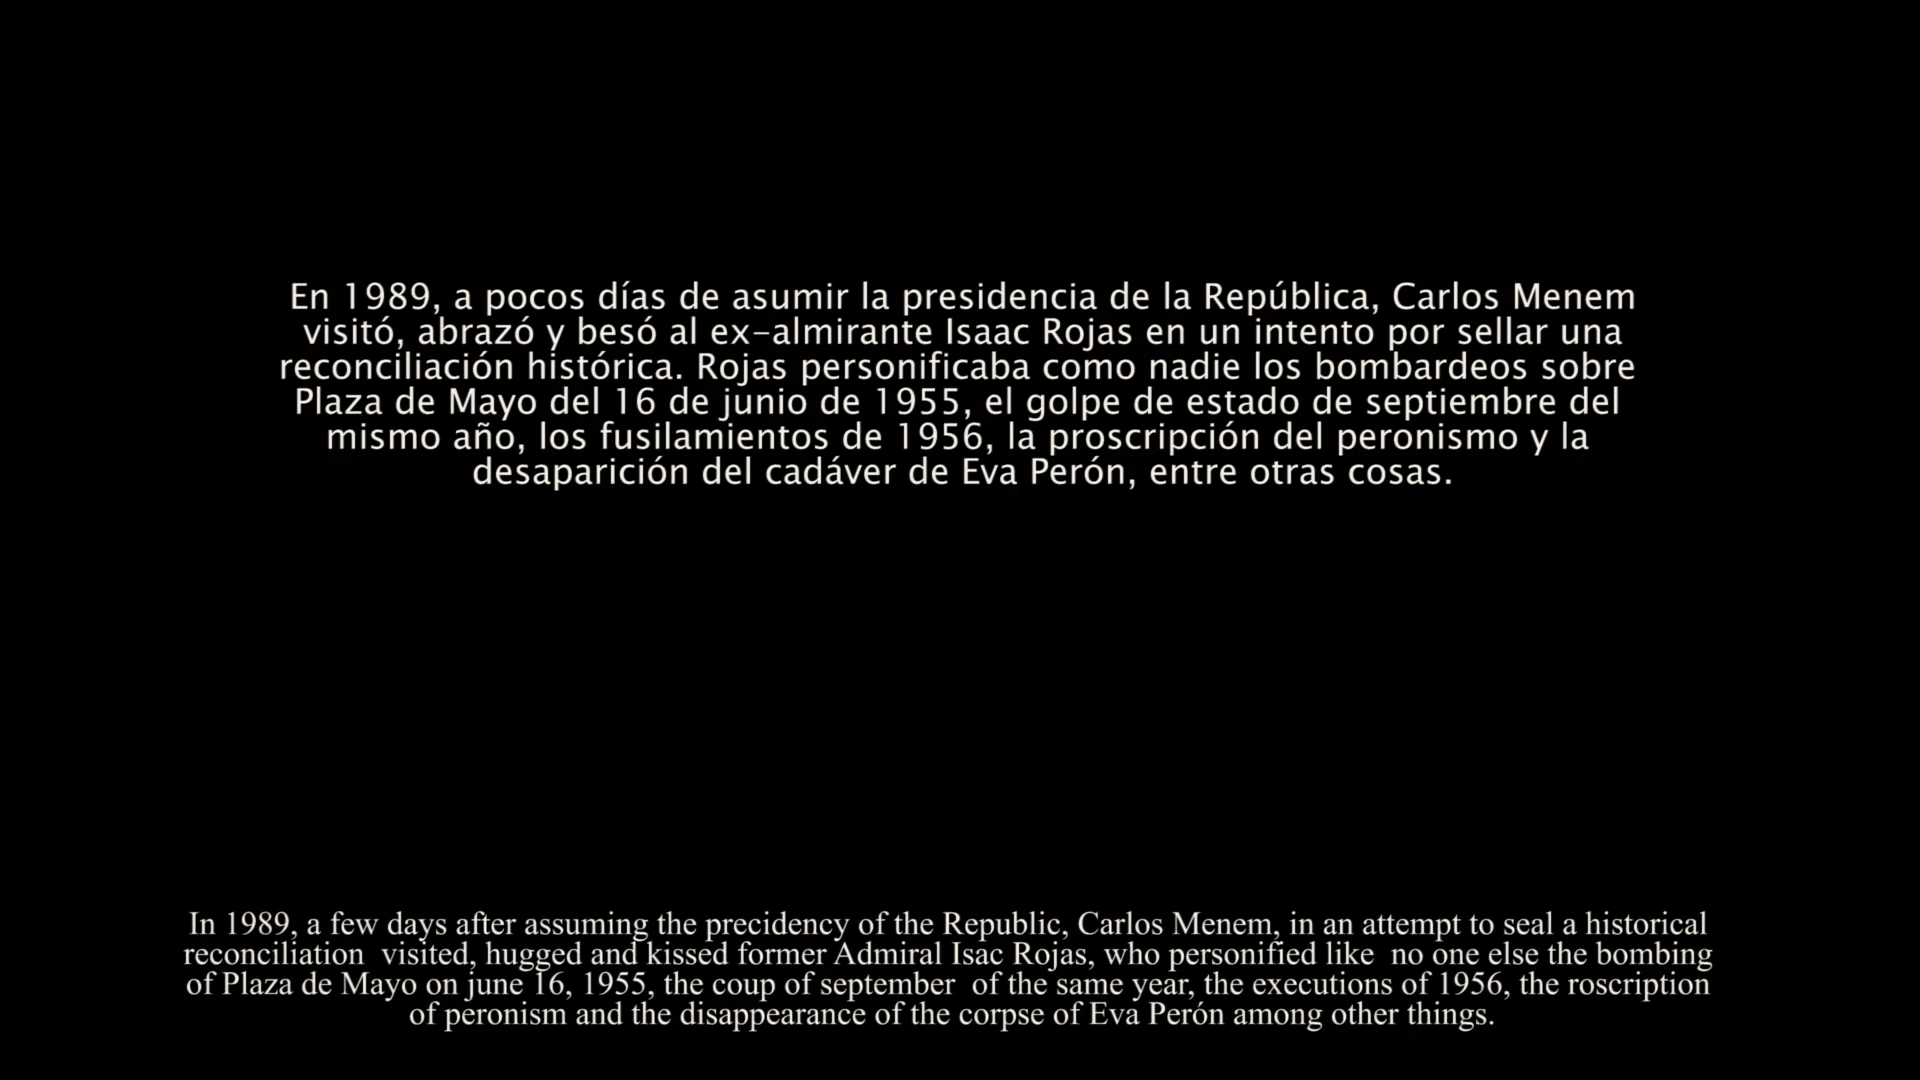 En 1989, a pocos días de asumir la presidencia de la República, Carlos Menem
visitó, abrazó y besó al ex-almirante Isaac Rojas en un intento por sellar una
reconciliación histórica. Rojas personificaba como nadie los bombardeos sobre
Plaza de Mayo del 16 de junio de 1955, el golpe de estado de septiembre del
mismo año, los fusilamientos de 1956, la proscripción del peronismo y la
desaparición del cadáver de Eva Perón, entre otras cosas.
In 1989, a few days after assuming the precidency of the Republic, Carlos Menem, in an attempt to seal a historical
reconciliation  visited, hugged and kissed former Admiral Isac Rojas, who personified like  no one else the bombing
of Plaza de Mayo on june 16, 1955, the coup of september  of the same year, the executions of 1956, the roscription
of peronism and the disappearance of the corpse of Eva Perón among other things.